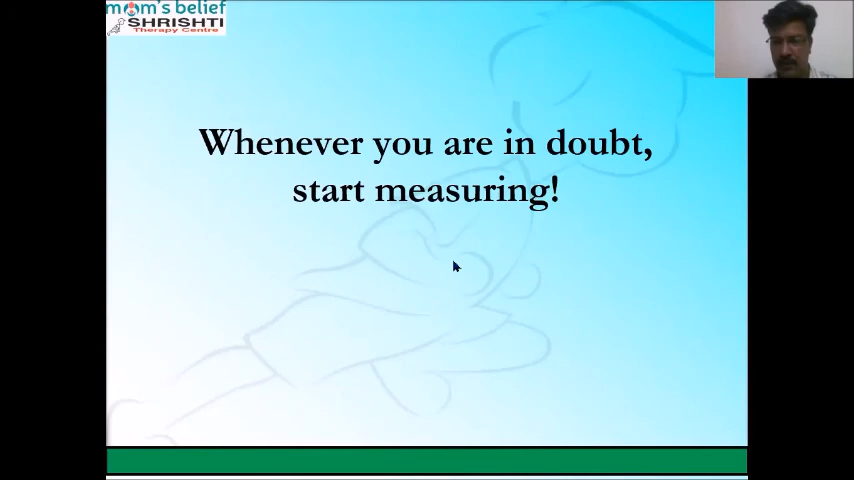 mom's belief
SHRISHTI
Therapy Centre
Whenever you are in doubt,
start measuring!